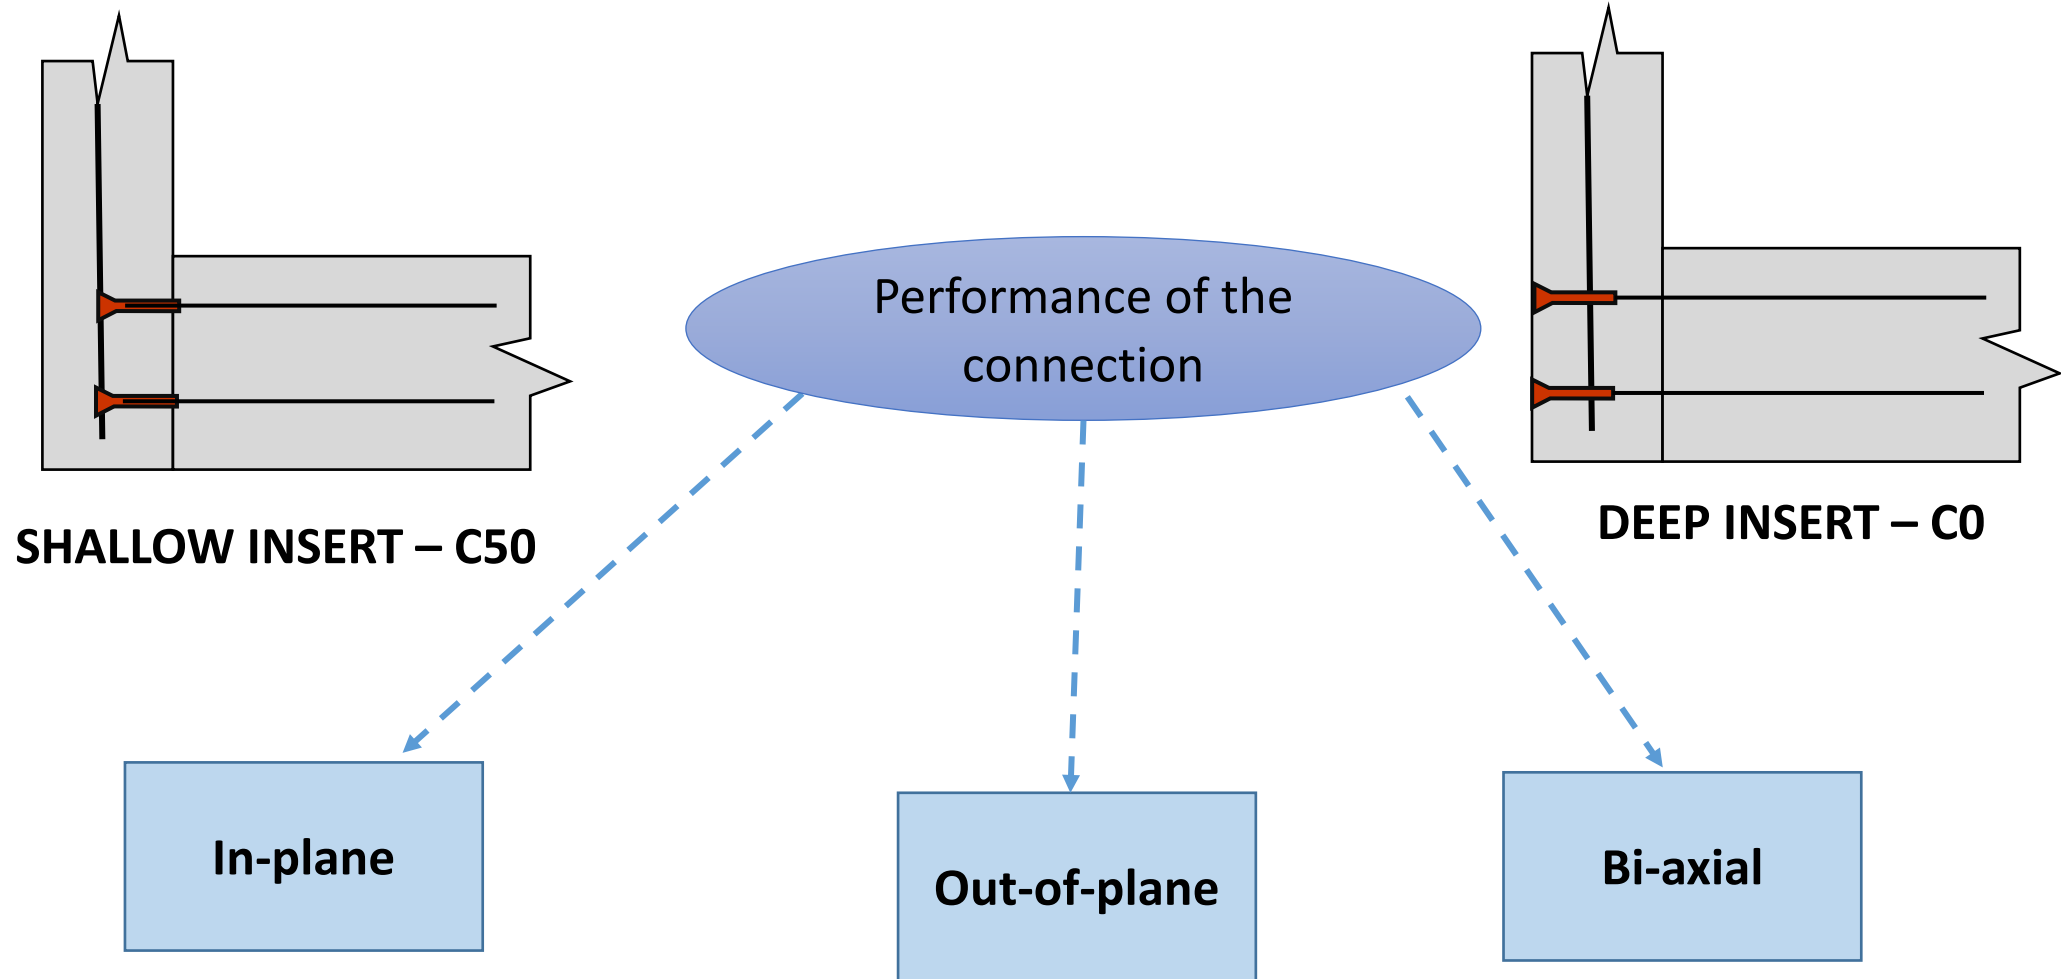 Performance of the
connection
SHALLOW INSERT – C50
DEEP INSERT – C0
In-plane
Out-of-plane
Bi-axial